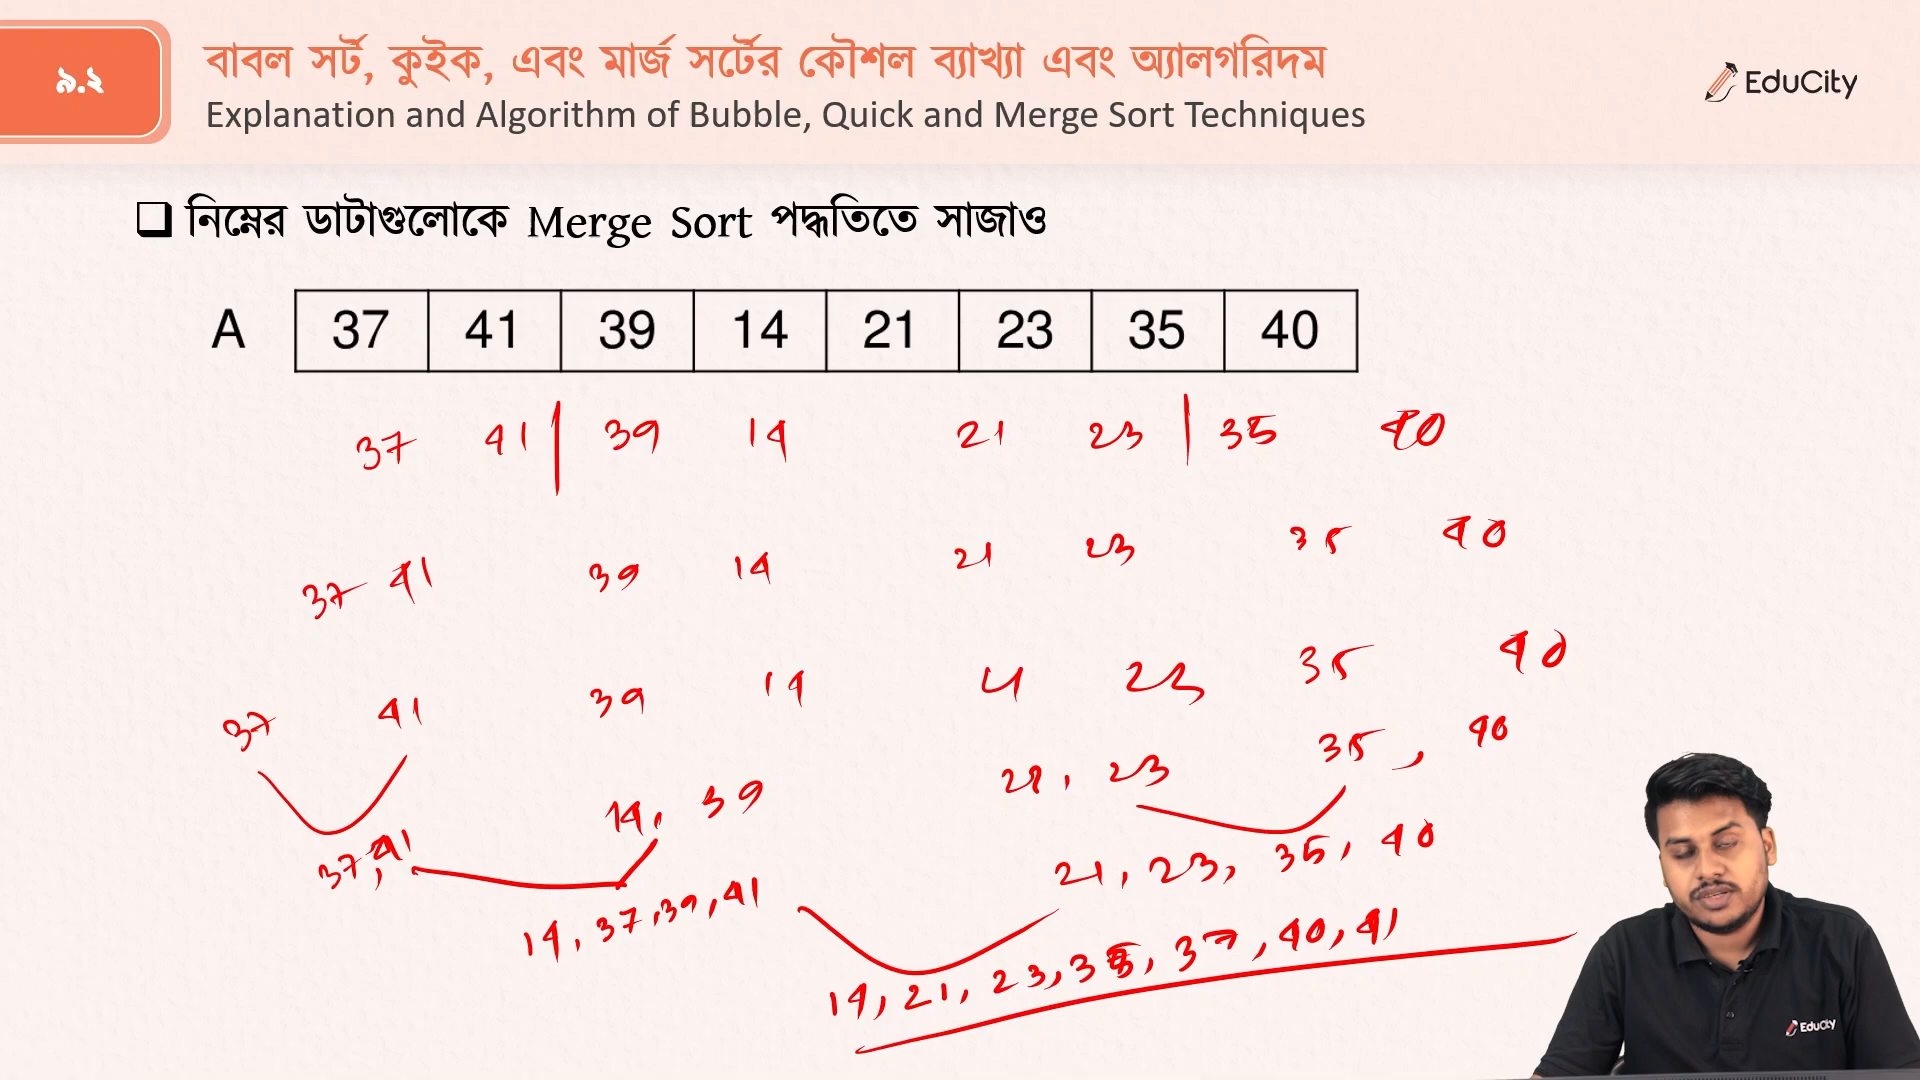 ৯.২
বাবল সর্ট, কুইক, এবং মার্জ সর্টের কৌশল ব্যাখ্যা এবং অ্যালগরিদম
Explanation and Algorithm of Bubble, Quick and Merge Sort Techniques
EduCity
নিম্নের ডাটাগুলোকে Merge Sort পদ্ধতিতে সাজাও
A 37 41 39 14 21 23 35 40
37 41 | 39 14 21 23 | 35 40
37 41 39 14 21 23 35 40
37 41 39 14 21 23 35 40
37, 41 14, 39 21, 23 35, 40
14, 37, 39, 41 21, 23, 35, 40
14, 21, 23, 35, 37, 40, 41
EduCity